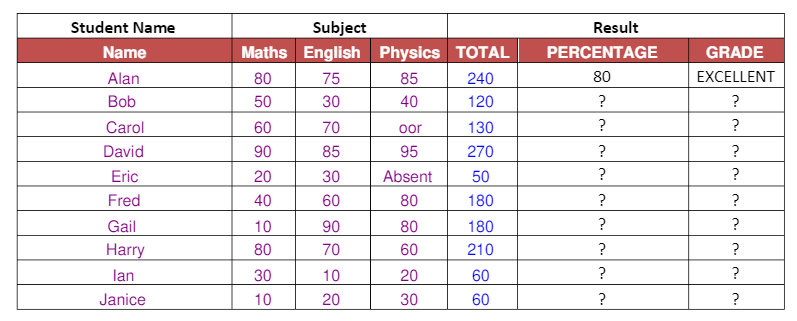 Student Name Subject Result
Name Maths English Physics TOTAL PERCENTAGE GRADE
Alan 80 75 85 240 80 EXCELLENT
Bob 50 30 40 120 ? ?
Carol 60 70 oor 130 ? ?
David 90 85 95 270 ? ?
Eric 20 30 Absent 50 ? ?
Fred 40 60 80 180 ? ?
Gail 10 90 80 180 ? ?
Harry 80 70 60 210 ? ?
Ian 30 10 20 60 ? ?
Janice 10 20 30 60 ? ?